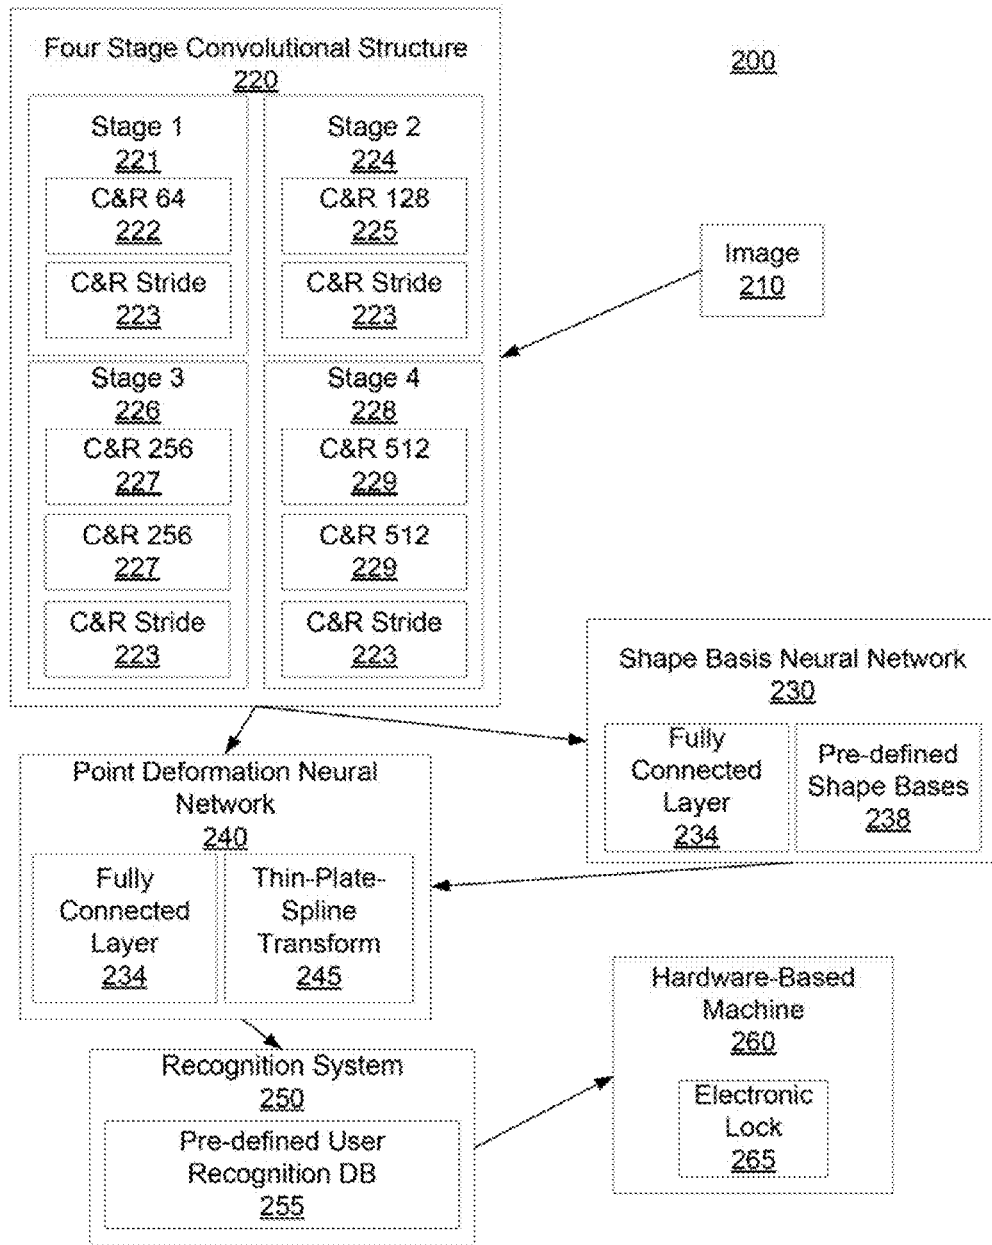 Four Stage Convolutional Structure
220
200
Stage 1
221
C&R 64
222
C&R Stride
223
Stage 2
224
C&R 128
225
C&R Stride
223
Image
210
Stage 3
226
C&R 256
227
C&R 256
227
C&R Stride
223
Stage 4
228
C&R 512
229
C&R 512
229
C&R Stride
223
Shape Basis Neural Network
230
Fully
Connected
Layer
234
Pre-defined
Shape Bases
238
Point Deformation Neural
Network
240
Fully
Connected
Layer
234
Thin-Plate-
Spline
Transform
245
Hardware-Based
Machine
260
Electronic
Lock
265
Recognition System
250
Pre-defined User
Recognition DB
255